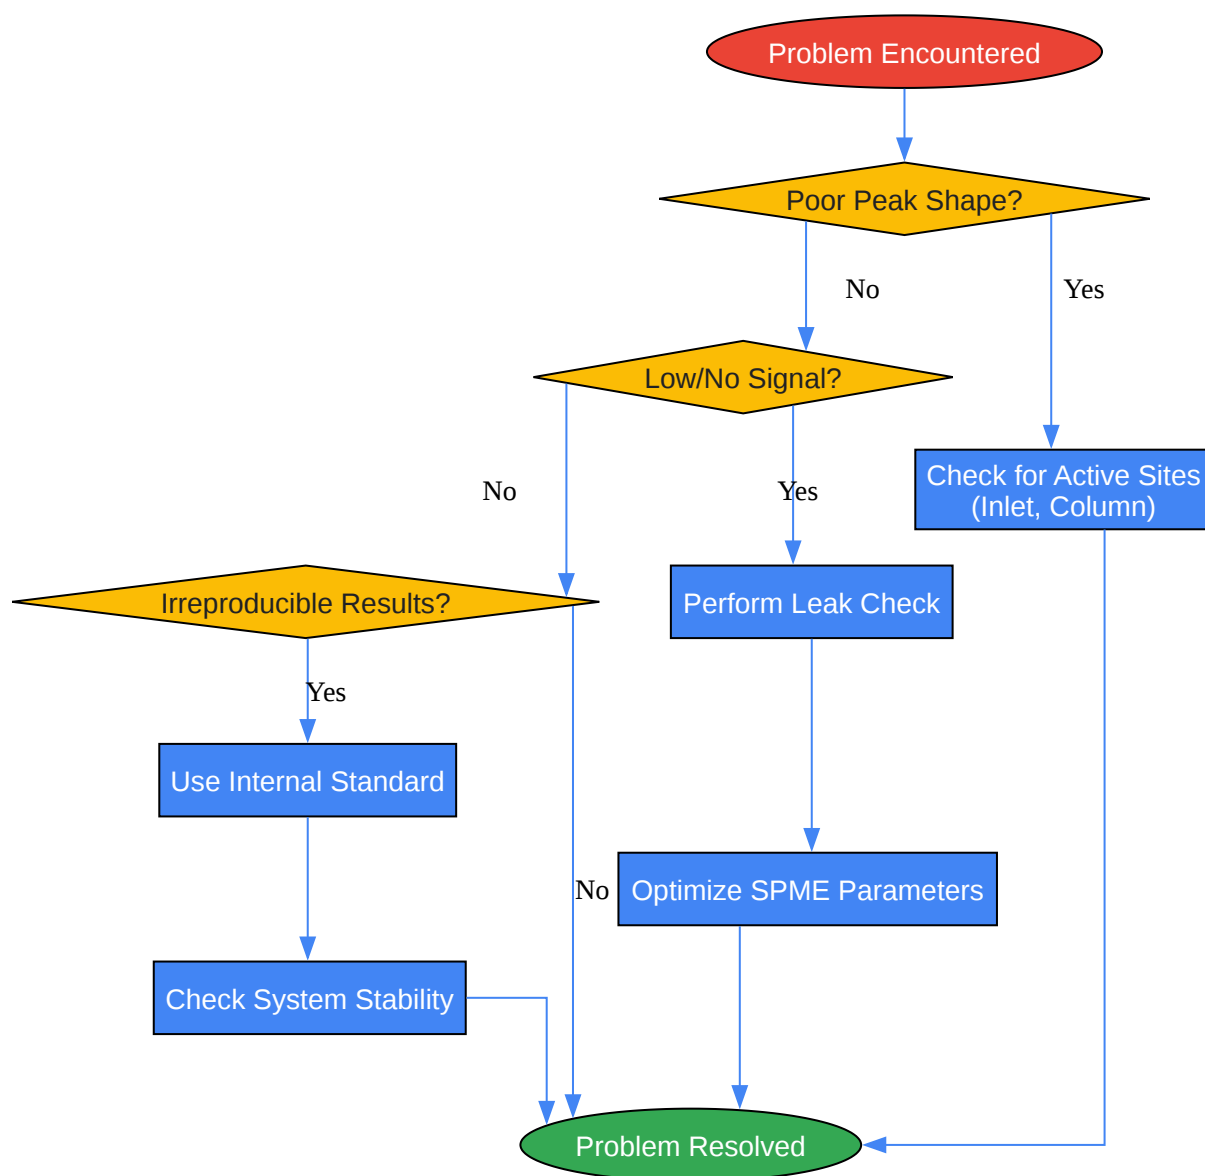 Problem Encountered
Poor Peak Shape?
No
Yes
Low/No Signal?
Check for Active Sites
(Inlet, Column)
No
Yes
Irreproducible Results?
Perform Leak Check
Yes
Use Internal Standard
Optimize SPME Parameters
No
Check System Stability
Problem Resolved